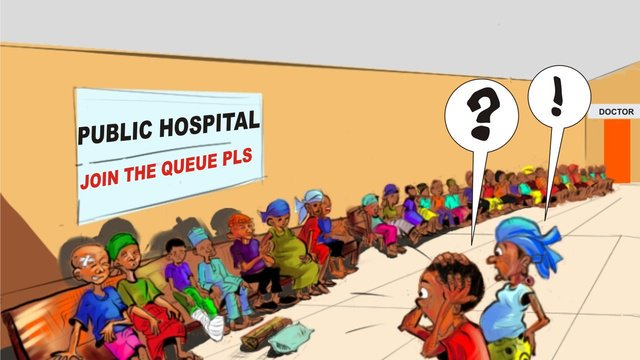 PUBLIC HOSPITAL
JOIN THE QUEUE PLS
?
!
DOCTOR